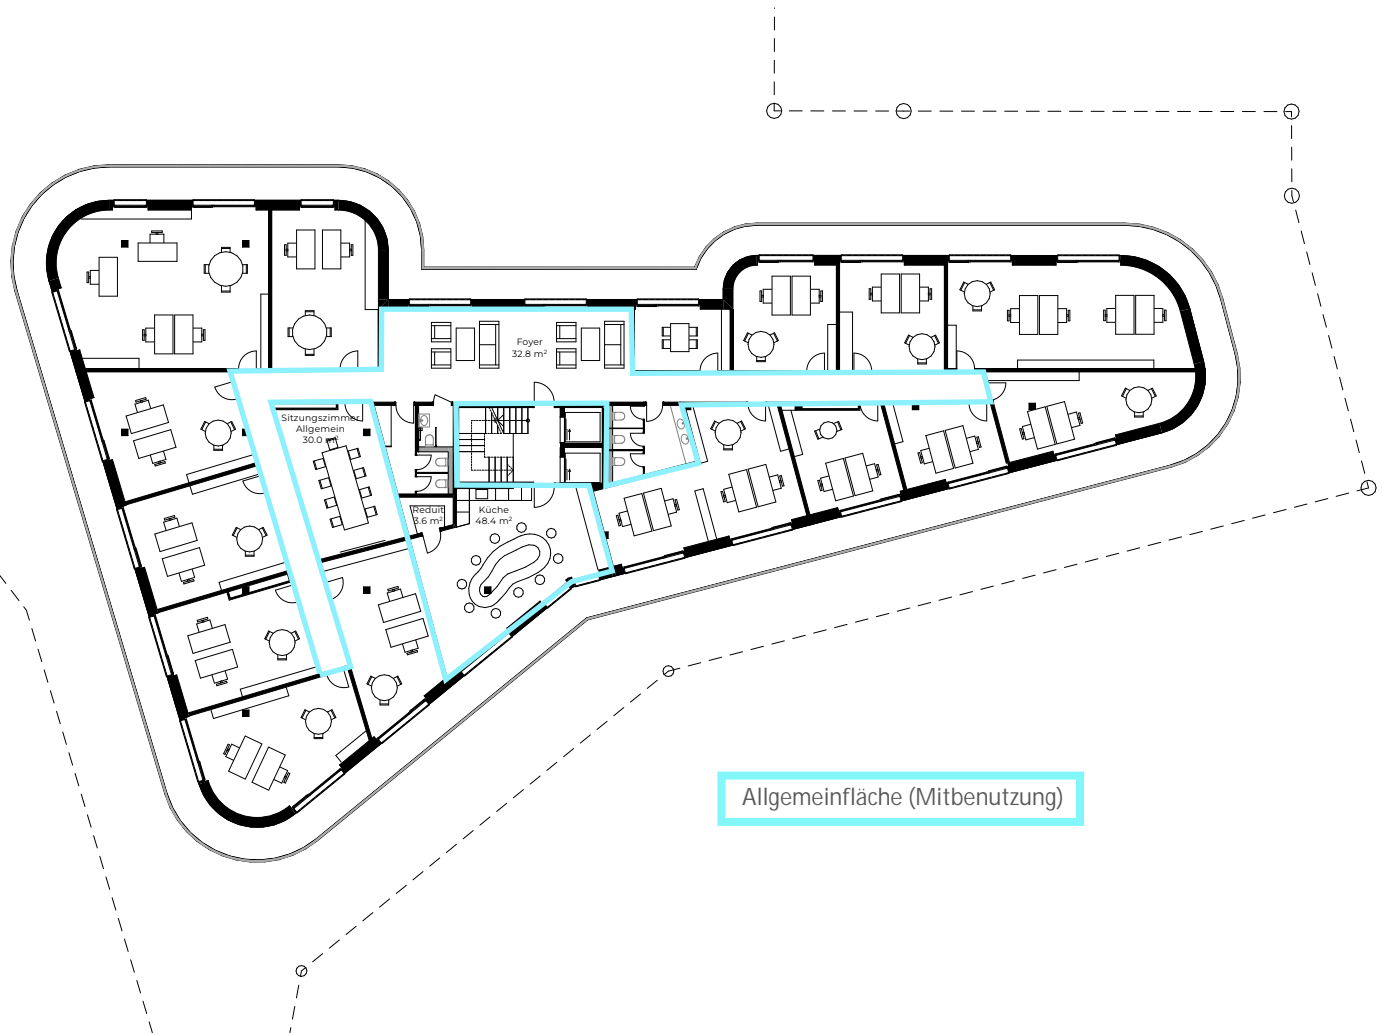 Foyer
32.8 m²
Sitzungszimmer
Allgemein
30.0 m²
Reduit
3.6 m²
Küche
48.4 m²
Allgemeinfläche (Mitbenutzung)